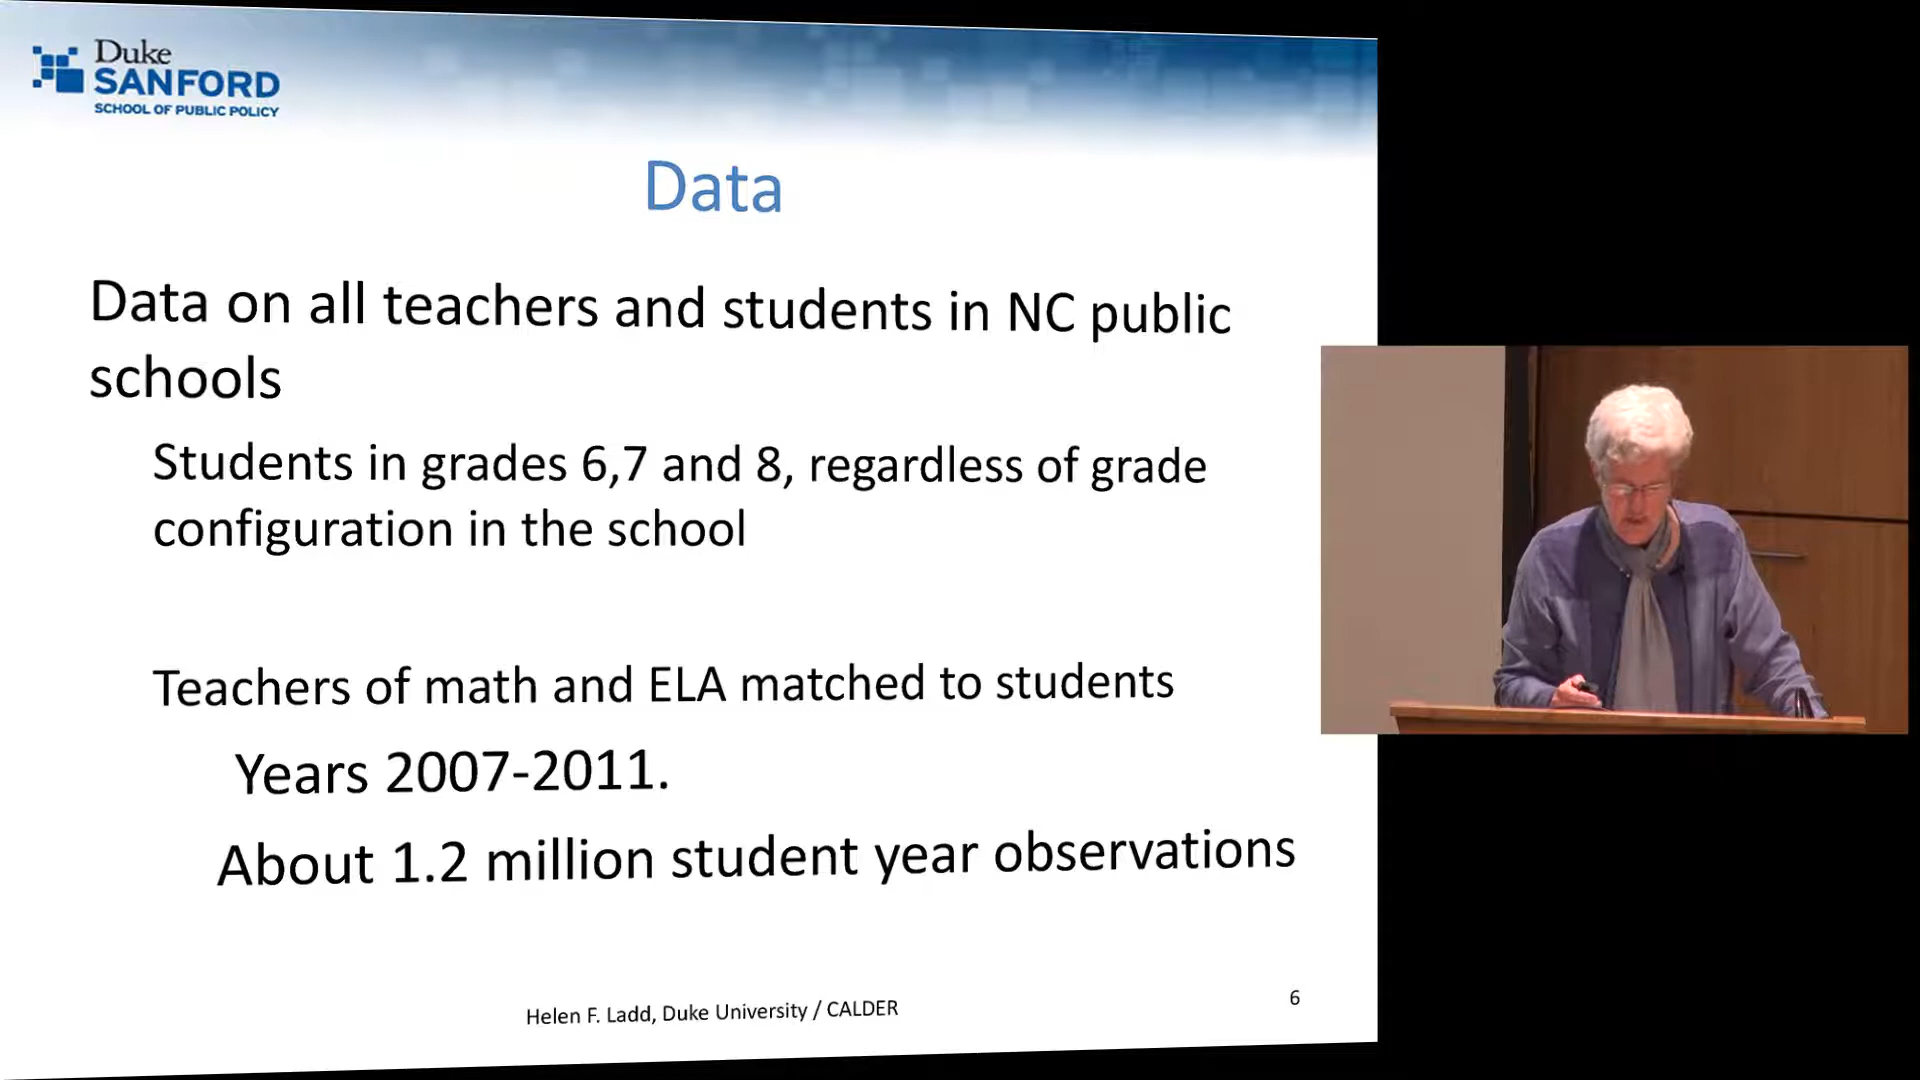 Duke
SANFORD
SCHOOL OF PUBLIC POLICY
Data
Data on all teachers and students in NC public
schools
Students in grades 6,7 and 8, regardless of grade
configuration in the school
Teachers of math and ELA matched to students
Years 2007-2011.
About 1.2 million student year observations
Helen F. Ladd, Duke University / CALDER
6